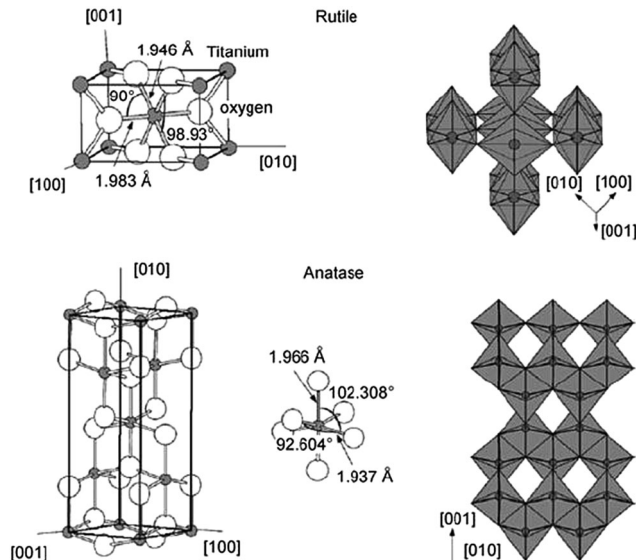 [001]
Rutile
1.946 Å
Titanium
90°
oxygen
98.93°
[010]
[100]
1.983 Å
[010]
[100]
[001]
[010]
Anatase
1.966 Å
102.308°
92.604°
1.937 Å
[001]
[100]
[001]
[010]